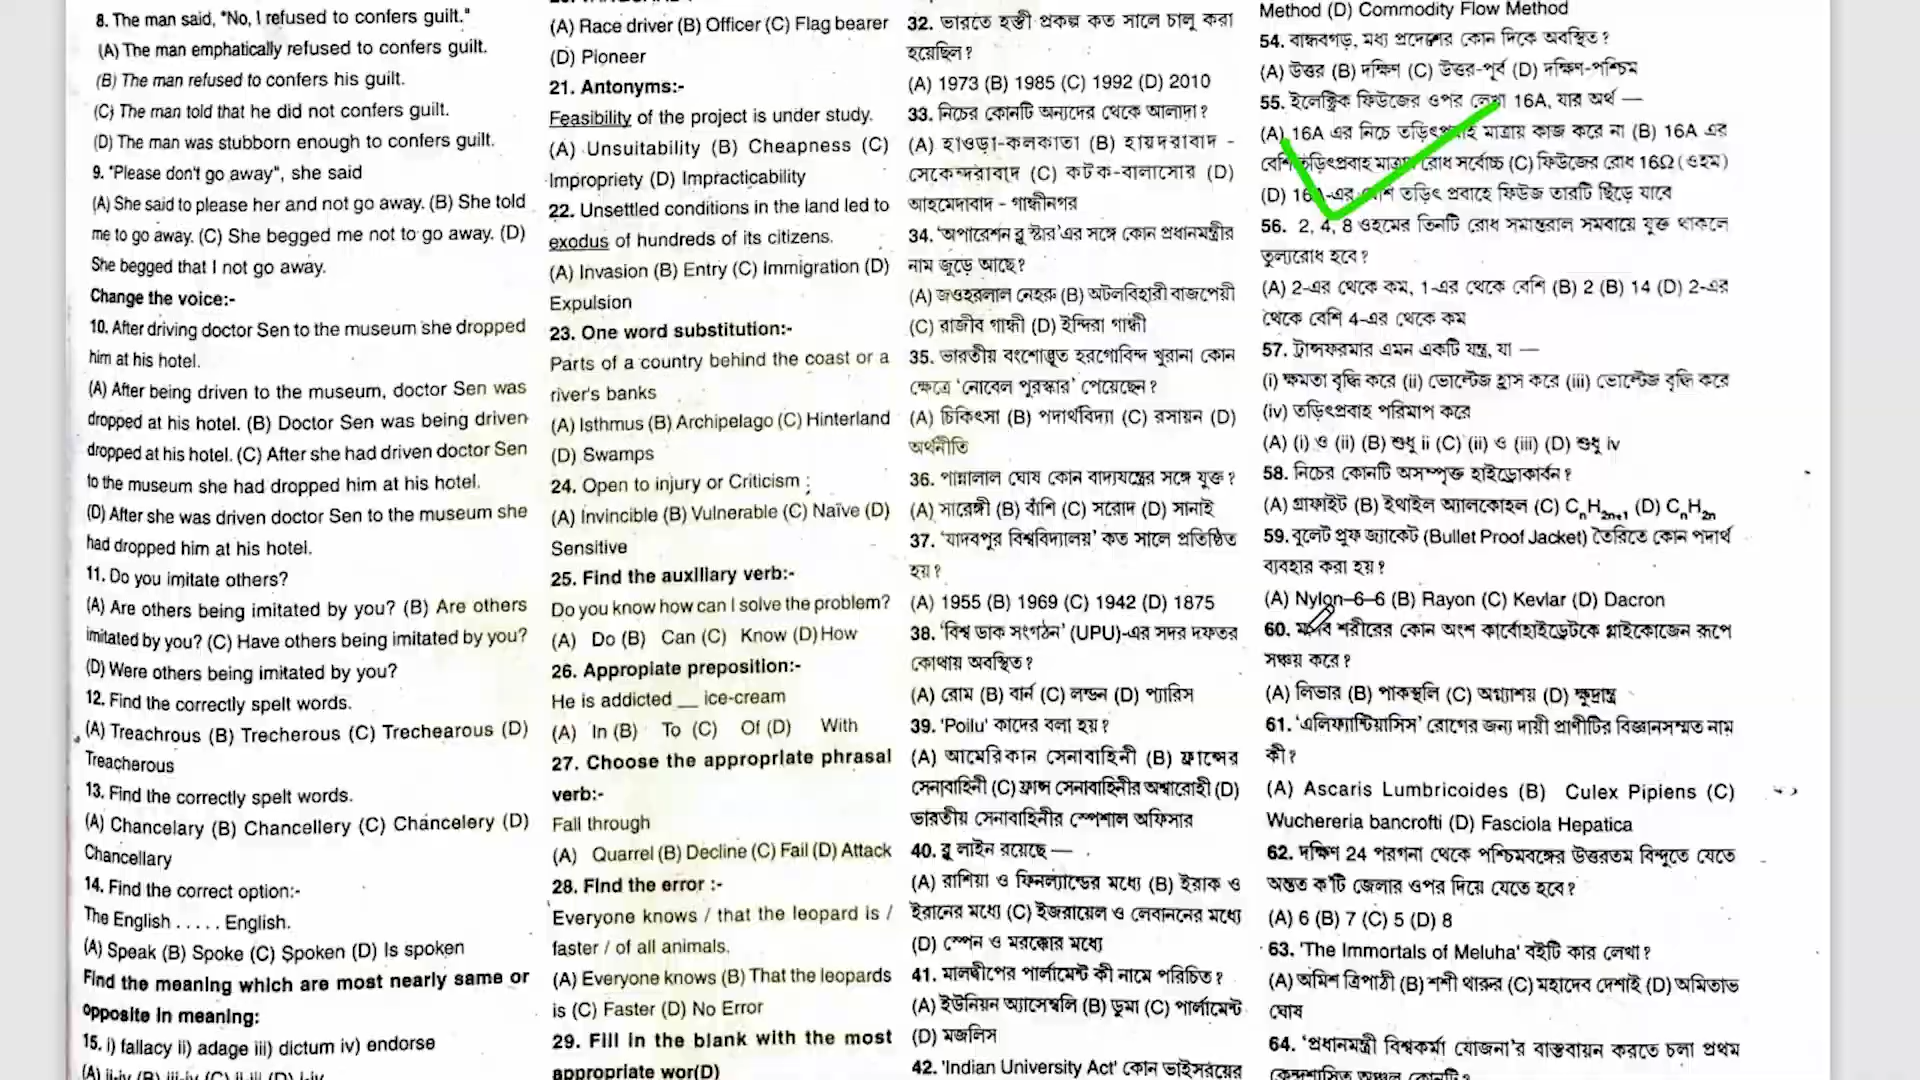 8. The man said, "No, I refused to confers guilt."
(A) The man emphatically refused to confers guilt.
(B) The man refused to confers his guilt.
(C) The man told that he did not confers guilt.
(D) The man was stubborn enough to confers guilt.
9. "Please don't go away", she said
(A) She said to please her and not go away. (B) She told
me to go away. (C) She begged me not to go away. (D)
She begged that I not go away.
Change the voice:-
10. After driving doctor Sen to the museum she dropped
him at his hotel.
(A) After being driven to the museum, doctor Sen was
dropped at his hotel. (B) Doctor Sen was being driven
dropped at his hotel. (C) After she had driven doctor Sen
to the museum she had dropped him at his hotel.
(D) After she was driven doctor Sen to the museum she
had dropped him at his hotel.
11. Do you imitate others?
(A) Are others being imitated by you? (B) Are others
imitated by you? (C) Have others being imitated by you?
(D) Were others being imitated by you?
12. Find the correctly spelt words.
(A) Treachrous (B) Trecherous (C) Trechearous (D)
Treacherous
13. Find the correctly spelt words.
(A) Chancelary (B) Chancellery (C) Chancelery (D)
Chancellary
14. Find the correct option:-
The English ..... English.
(A) Speak (B) Spoke (C) Spoken (D) Is spoken
Find the meaning which are most nearly same or
opposite in meaning:
15. i) fallacy ii) adage iii) dictum iv) endorse
(A) ii-iv (B) iii-iv (C) ii-iii (D) i-iv
(A) Race driver (B) Officer (C) Flag bearer
(D) Pioneer
21. Antonyms:-
Feasibility of the project is under study.
(A) Unsuitability (B) Cheapness (C)
Impropriety (D) Impracticability
22. Unsettled conditions in the land led to
exodus of hundreds of its citizens.
(A) Invasion (B) Entry (C) Immigration (D)
Expulsion
23. One word substitution:-
Parts of a country behind the coast or a
river's banks
(A) Isthmus (B) Archipelago (C) Hinterland
(D) Swamps
24. Open to injury or Criticism ;
(A) Invincible (B) Vulnerable (C) Naïve (D)
Sensitive
25. Find the auxiliary verb:-
Do you know how can I solve the problem?
(A) Do (B) Can (C) Know (D) How
26. Appropiate preposition:-
He is addicted __ ice-cream
(A) In (B) To (C) Of (D) With
27. Choose the appropriate phrasal
verb:-
Fall through
(A) Quarrel (B) Decline (C) Fail (D) Attack
28. Find the error :-
Everyone knows / that the leopard is /
faster / of all animals.
(A) Everyone knows (B) That the leopards
is (C) Faster (D) No Error
29. Fill in the blank with the most
appropriate wor(D)
32. ভারতে হস্তী প্রকল্প কত সালে চালু করা
হয়েছিল?
(A) 1973 (B) 1985 (C) 1992 (D) 2010
33. নিচের কোনটি অন্যদের থেকে আলাদা?
(A) হাওড়া-কলকাতা (B) হায়দরাবাদ -
সেকেন্দরাবাদ (C) কটক-বালাসোর (D)
আহমেদাবাদ - গান্ধীনগর
34. 'অপারেশন ব্লু স্টার'এর সঙ্গে কোন প্রধানমন্ত্রীর
নাম জুড়ে আছে?
(A) জওহরলাল নেহরু (B) অটলবিহারী বাজপেয়ী
(C) রাজীব গান্ধী (D) ইন্দিরা গান্ধী
35. ভারতীয় বংশোদ্ভূত হরগোবিন্দ খুরানা কোন
ক্ষেত্রে 'নোবেল পুরস্কার' পেয়েছেন?
(A) চিকিৎসা (B) পদার্থবিদ্যা (C) রসায়ন (D)
অর্থনীতি
36. পান্নালাল ঘোষ কোন বাদ্যযন্ত্রের সঙ্গে যুক্ত?
(A) সারেঙ্গী (B) বাঁশি (C) সরোদ (D) সানাই
37. 'যাদবপুর বিশ্ববিদ্যালয়' কত সালে প্রতিষ্ঠিত
হয়?
(A) 1955 (B) 1969 (C) 1942 (D) 1875
38. 'বিশ্ব ডাক সংগঠন' (UPU)-এর সদর দফতর
কোথায় অবস্থিত?
(A) রোম (B) বার্ন (C) লন্ডন (D) প্যারিস
39. 'Poilu' কাদের বলা হয়?
(A) আমেরিকান সেনাবাহিনী (B) ফ্রান্সের
সেনাবাহিনী (C) ফ্রান্স সেনাবাহিনীর অশ্বারোহী (D)
ভারতীয় সেনাবাহিনীর স্পেশাল অফিসার
40. ব্লু লাইন রয়েছে —
(A) রাশিয়া ও ফিনল্যান্ডের মধ্যে (B) ইরাক ও
ইরানের মধ্যে (C) ইজরায়েল ও লেবাননের মধ্যে
(D) স্পেন ও মরক্কোর মধ্যে
41. মালদ্বীপের পার্লামেন্ট কী নামে পরিচিত?
(A) ইউনিয়ন অ্যাসেম্বলি (B) ডুমা (C) পার্লামেন্ট
(D) মজলিস
42. 'Indian University Act' কোন ভাইসরয়ের
Method (D) Commodity Flow Method
54. বান্ধবগড়, মধ্য প্রদেশের কোন দিকে অবস্থিত?
(A) উত্তর (B) দক্ষিণ (C) উত্তর-পূর্ব (D) দক্ষিণ-পশ্চিম
55. ইলেক্ট্রিক ফিউজের ওপর লেখা 16A, যার অর্থ —
(A) 16A এর নিচে তড়িৎপ্রবাহ মাত্রায় কাজ করে না (B) 16A এর
বেশি তড়িৎপ্রবাহ মাত্রায় রোধ সর্বোচ্চ (C) ফিউজের রোধ 16Ω (ওহম)
(D) 16A-এর বেশি তড়িৎ প্রবাহে ফিউজ তারটি ছিঁড়ে যাবে
56. 2, 4, 8 ওহমের তিনটি রোধ সমান্তরাল সমবায়ে যুক্ত থাকলে
তুল্যরোধ হবে?
(A) 2-এর থেকে কম, 1-এর থেকে বেশি (B) 2 (B) 14 (D) 2-এর
থেকে বেশি 4-এর থেকে কম
57. ট্রান্সফরমার এমন একটি যন্ত্র, যা —
(i) ক্ষমতা বৃদ্ধি করে (ii) ভোল্টেজ হ্রাস করে (iii) ভোল্টেজ বৃদ্ধি করে
(iv) তড়িৎপ্রবাহ পরিমাপ করে
(A) (i) ও (ii) (B) শুধু ii (C) (ii) ও (iii) (D) শুধু iv
58. নিচের কোনটি অসম্পৃক্ত হাইড্রোকার্বন?
(A) গ্রাফাইট (B) ইথাইল অ্যালকোহল (C) CnH2n+1 (D) CnH2n
59. বুলেট প্রুফ জ্যাকেট (Bullet Proof Jacket) তৈরিতে কোন পদার্থ
ব্যবহার করা হয়?
(A) Nylon–6–6 (B) Rayon (C) Kevlar (D) Dacron
60. মানব শরীরের কোন অংশ কার্বোহাইড্রেটকে গ্লাইকোজেন রূপে
সঞ্চয় করে?
(A) লিভার (B) পাকস্থলি (C) অগ্ন্যাশয় (D) ক্ষুদ্রান্ত্র
61. 'এলিফ্যান্টিয়াসিস' রোগের জন্য দায়ী প্রাণীটির বিজ্ঞানসম্মত নাম
কী?
(A) Ascaris Lumbricoides (B) Culex Pipiens (C)
Wuchereria bancrofti (D) Fasciola Hepatica
62. দক্ষিণ 24 পরগনা থেকে পশ্চিমবঙ্গের উত্তরতম বিন্দুতে যেতে
অন্তত ক'টি জেলার ওপর দিয়ে যেতে হবে?
(A) 6 (B) 7 (C) 5 (D) 8
63. 'The Immortals of Meluha' বইটি কার লেখা?
(A) অমিশ ত্রিপাঠী (B) শশী থারুর (C) মহাদেব দেশাই (D) অমিতাভ
ঘোষ
64. 'প্রধানমন্ত্রী বিশ্বকর্মা যোজনা'র বাস্তবায়ন করতে চলা প্রথম
কেন্দ্রশাসিত অঞ্চল কোনটি?